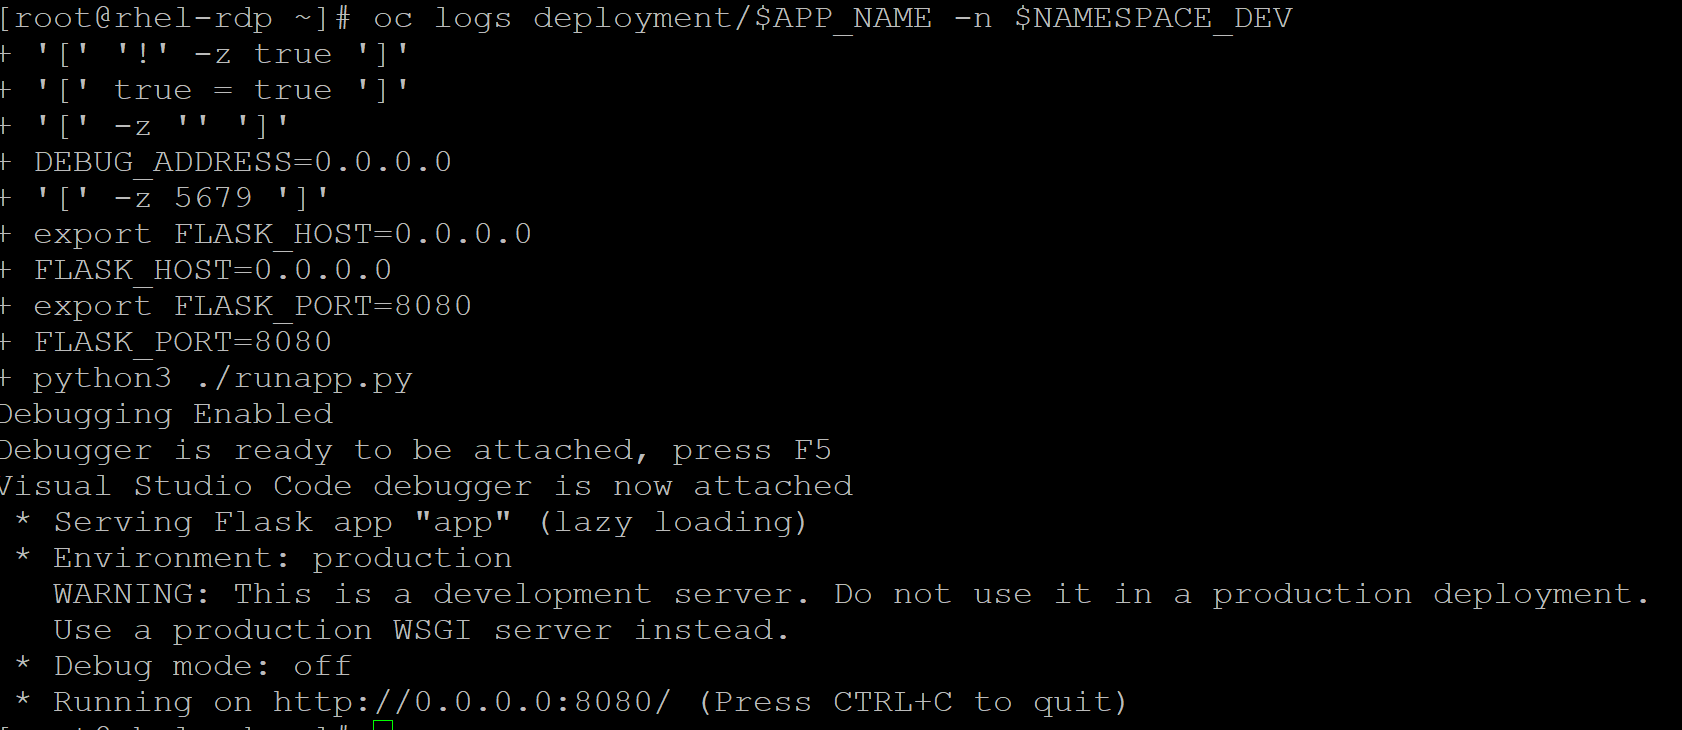 [root@rhel-rdp ~]# oc logs deployment/$APP_NAME -n $NAMESPACE_DEV
+ '[' '!' -z true ']'
+ '[' true = true ']'
+ '[' -z '' ']'
+ DEBUG_ADDRESS=0.0.0.0
+ '[' -z 5679 ']'
+ export FLASK_HOST=0.0.0.0
+ FLASK_HOST=0.0.0.0
+ export FLASK_PORT=8080
+ FLASK_PORT=8080
+ python3 ./runapp.py
Debugging Enabled
Debugger is ready to be attached, press F5
Visual Studio Code debugger is now attached
 * Serving Flask app "app" (lazy loading)
 * Environment: production
   WARNING: This is a development server. Do not use it in a production deployment.
   Use a production WSGI server instead.
 * Debug mode: off
 * Running on http://0.0.0.0:8080/ (Press CTRL+C to quit)
[root@rhel-rdp ~]#